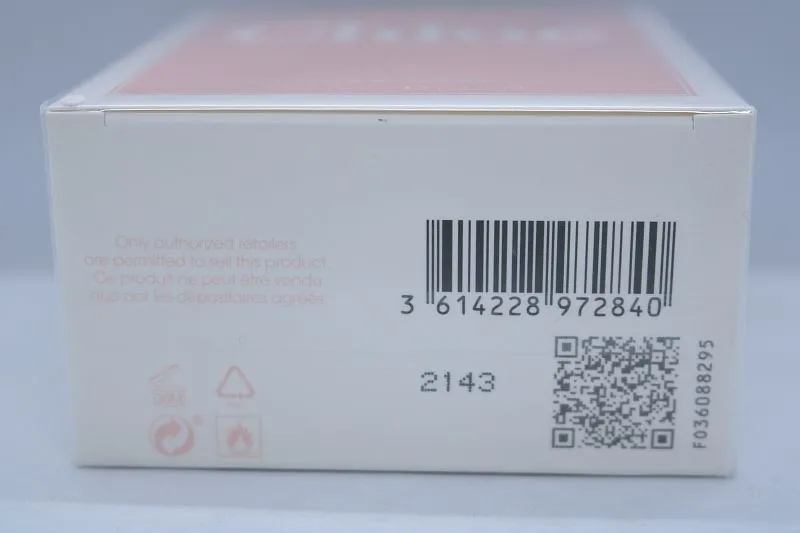 Only authorized retailers
are permitted to sell this product.
Ce produit ne peut être vendu
que par les dépositaires agréés.
3 614228 972840
2143
F036088295